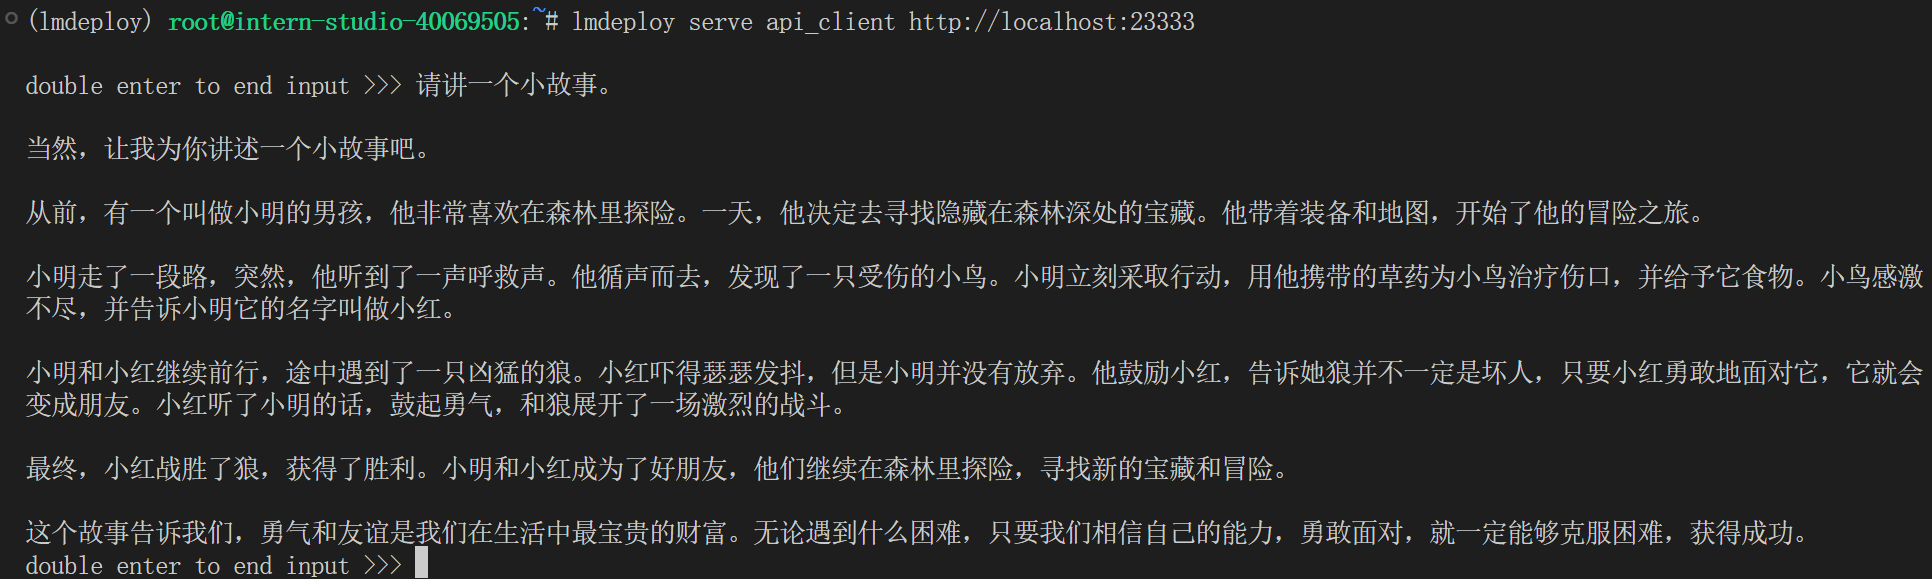 (lmdeploy) root@intern-studio-40069505:~# lmdeploy serve api_client http://localhost:23333
double enter to end input >>> 请讲一个小故事。
当然，让我为你讲述一个小故事吧。
从前，有一个叫做小明的男孩，他非常喜欢在森林里探险。一天，他决定去寻找隐藏在森林深处的宝藏。他带着装备和地图，开始了他的冒险之旅。
小明走了一段路，突然，他听到了一声呼救声。他循声而去，发现了一只受伤的小鸟。小明立刻采取行动，用他携带的草药为小鸟治疗伤口，并给予它食物。小鸟感激
不尽，并告诉小明它的名字叫做小红。
小明和小红继续前行，途中遇到了一只凶猛的狼。小红吓得瑟瑟发抖，但是小明并没有放弃。他鼓励小红，告诉她狼并不一定是坏人，只要小红勇敢地面对它，它就会
变成朋友。小红听了小明的话，鼓起勇气，和狼展开了一场激烈的战斗。
最终，小红战胜了狼，获得了胜利。小明和小红成为了好朋友，他们继续在森林里探险，寻找新的宝藏和冒险。
这个故事告诉我们，勇气和友谊是我们在生活中最宝贵的财富。无论遇到什么困难，只要我们相信自己的能力，勇敢面对，就一定能够克服困难，获得成功。
double enter to end input >>>